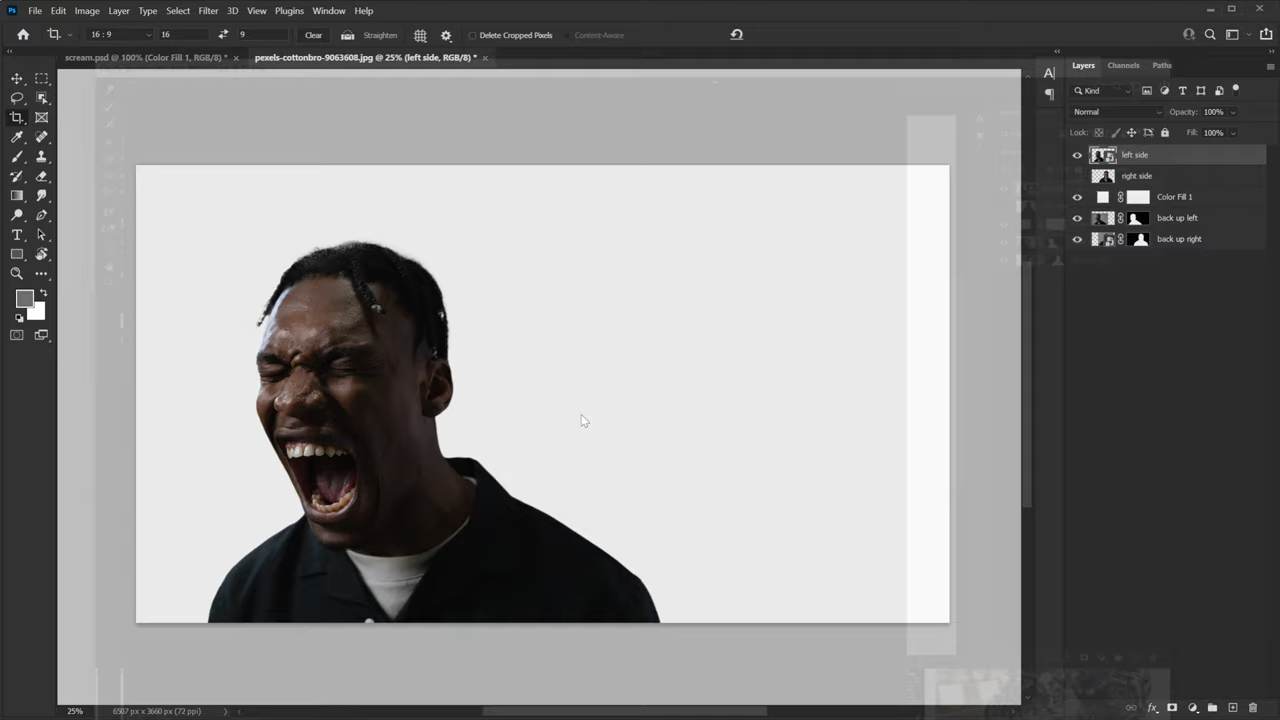 Ps File Edit Image Layer Type Select Filter 3D View Plugins Window Help
16 : 9 16 9 Clear Straighten Delete Cropped Pixels Content-Aware
scream.psd @ 100% (Color Fill 1, RGB/8) * × pexels-cottonbro-9063608.jpg @ 25% (left side, RGB/8) * ×
Layers Channels Paths
Kind
Normal Opacity: 100%
Lock: Fill: 100%
left side
right side
Color Fill 1
back up left
back up right
25% 6507 px x 3660 px (72 ppi)